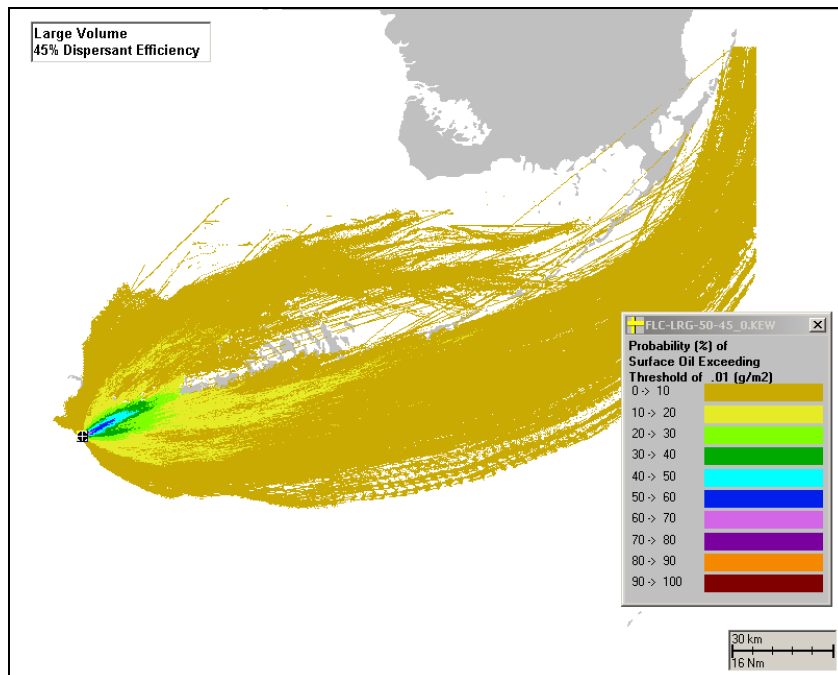 Large Volume
45% Dispersant Efficiency
FLC-LRG-50-45_0.KEW
Probability (%) of
Surface Oil Exceeding
Threshold of .01 (g/m2)
0 -> 10
10 -> 20
20 -> 30
30 -> 40
40 -> 50
50 -> 60
60 -> 70
70 -> 80
80 -> 90
90 -> 100
30 km
16 Nm